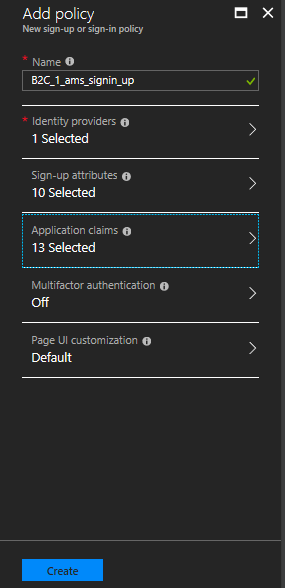 Add policy
New sign-up or sign-in policy
* Name
B2C_1_ams_signin_up
* Identity providers
1 Selected
Sign-up attributes
10 Selected
Application claims
13 Selected
Multifactor authentication
Off
Page UI customization
Default
Create